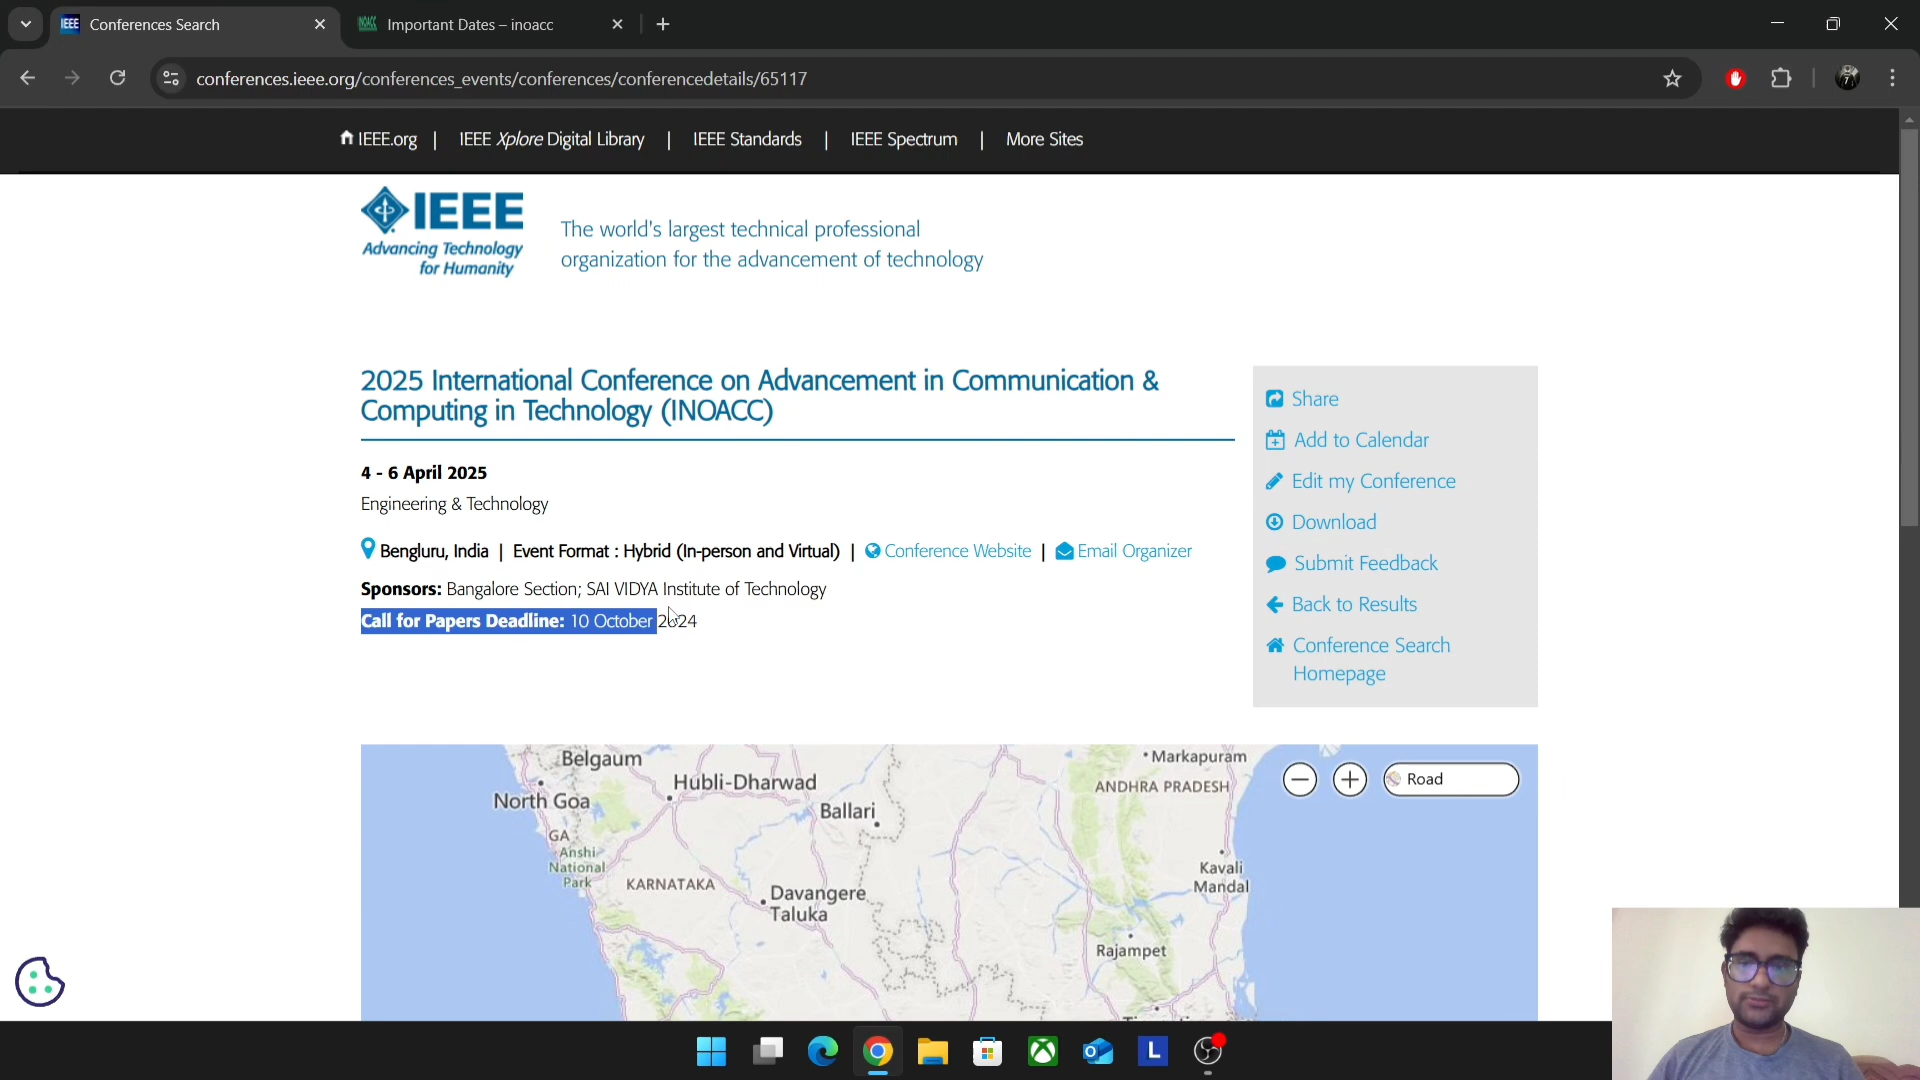 Conferences Search
Important Dates – inoacc
conferences.ieee.org/conferences_events/conferences/conferencedetails/65117
IEEE.org | IEEE Xplore Digital Library | IEEE Standards | IEEE Spectrum | More Sites
IEEE
Advancing Technology
for Humanity
The world's largest technical professional
organization for the advancement of technology
2025 International Conference on Advancement in Communication &
Computing in Technology (INOACC)
4 - 6 April 2025
Engineering & Technology
Bengluru, India | Event Format : Hybrid (In-person and Virtual) | Conference Website | Email Organizer
Sponsors: Bangalore Section; SAI VIDYA Institute of Technology
Call for Papers Deadline: 10 October 2024
Share
Add to Calendar
Edit my Conference
Download
Submit Feedback
Back to Results
Conference Search
Homepage
Belgaum
Hubli-Dharwad
North Goa
Ballari
GA
Anshi
National
Park
KARNATAKA
Davangere
Taluka
Markapuram
ANDHRA PRADESH
Kavali
Mandal
Rajampet
Road